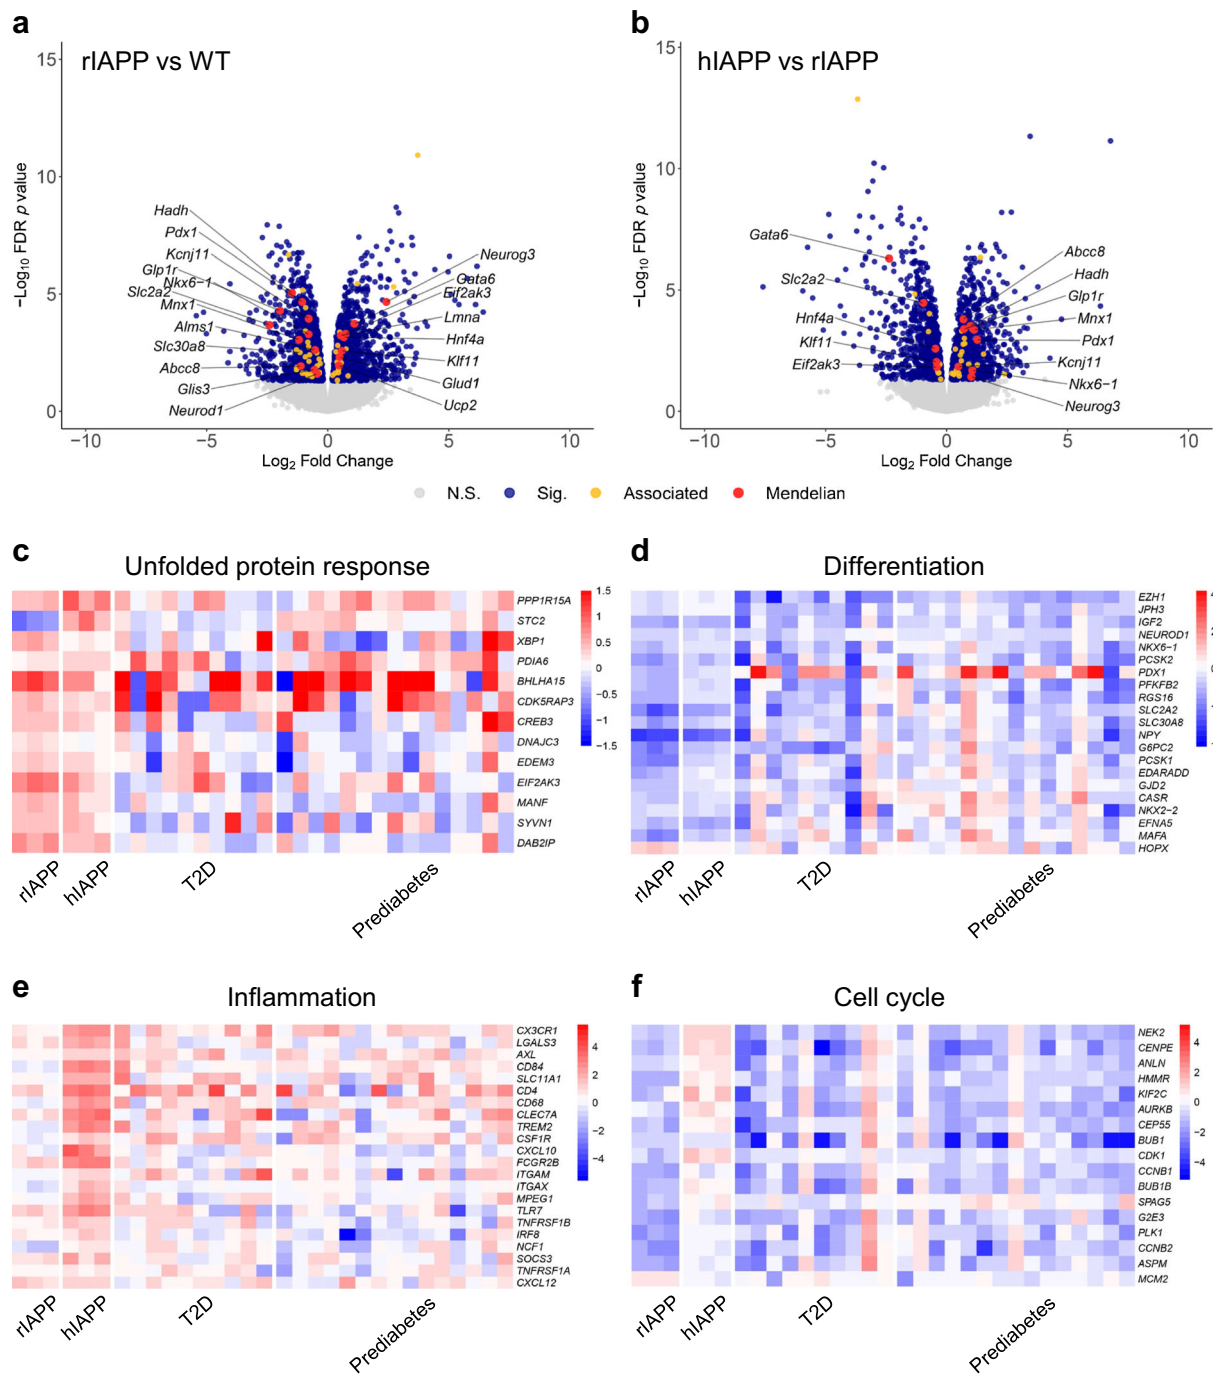 a
rIAPP vs WT
−Log10 FDR p value
15
10
5
0
Hadh
Pdx1
Kcnj11
Glp1r
Nkx6−1
Slc2a2
Mnx1
Alms1
Slc30a8
Abcc8
Glis3
Neurod1
Neurog3
Gata6
Eif2ak3
Lmna
Hnf4a
Klf11
Glud1
Ucp2
−10 −5 0 5 10
Log2 Fold Change
b
hIAPP vs rIAPP
−Log10 FDR p value
15
10
5
0
Gata6
Slc2a2
Hnf4a
Klf11
Eif2ak3
Abcc8
Hadh
Glp1r
Mnx1
Pdx1
Kcnj11
Nkx6−1
Neurog3
−10 −5 0 5 10
Log2 Fold Change
N.S. Sig. Associated Mendelian
c
Unfolded protein response
PPP1R15A
STC2
XBP1
PDIA6
BHLHA15
CDK5RAP3
CREB3
DNAJC3
EDEM3
EIF2AK3
MANF
SYVN1
DAB2IP
1.5
1
0.5
0
−0.5
−1
−1.5
rIAPP hIAPP T2D Prediabetes
d
Differentiation
EZH1
JPH3
IGF2
NEUROD1
NKX6−1
PCSK2
PDX1
PFKFB2
RGS16
SLC2A2
SLC30A8
NPY
G6PC2
PCSK1
EDARADD
GJD2
CASR
NKX2−2
EFNA5
MAFA
HOPX
rIAPP hIAPP T2D Prediabetes
e
Inflammation
CX3CR1
LGALS3
AXL
CD84
SLC11A1
CD4
CD68
CLEC7A
TREM2
CSF1R
CXCL10
FCGR2B
ITGAM
ITGAX
MPEG1
TLR7
TNFRSF1B
IRF8
NCF1
SOCS3
TNFRSF1A
CXCL12
4
2
0
−2
−4
rIAPP hIAPP T2D Prediabetes
f
Cell cycle
NEK2
CENPE
ANLN
HMMR
KIF2C
AURKB
CEP55
BUB1
CDK1
CCNB1
BUB1B
SPAG5
G2E3
PLK1
CCNB2
ASPM
MCM2
4
2
0
−2
−4
rIAPP hIAPP T2D Prediabetes